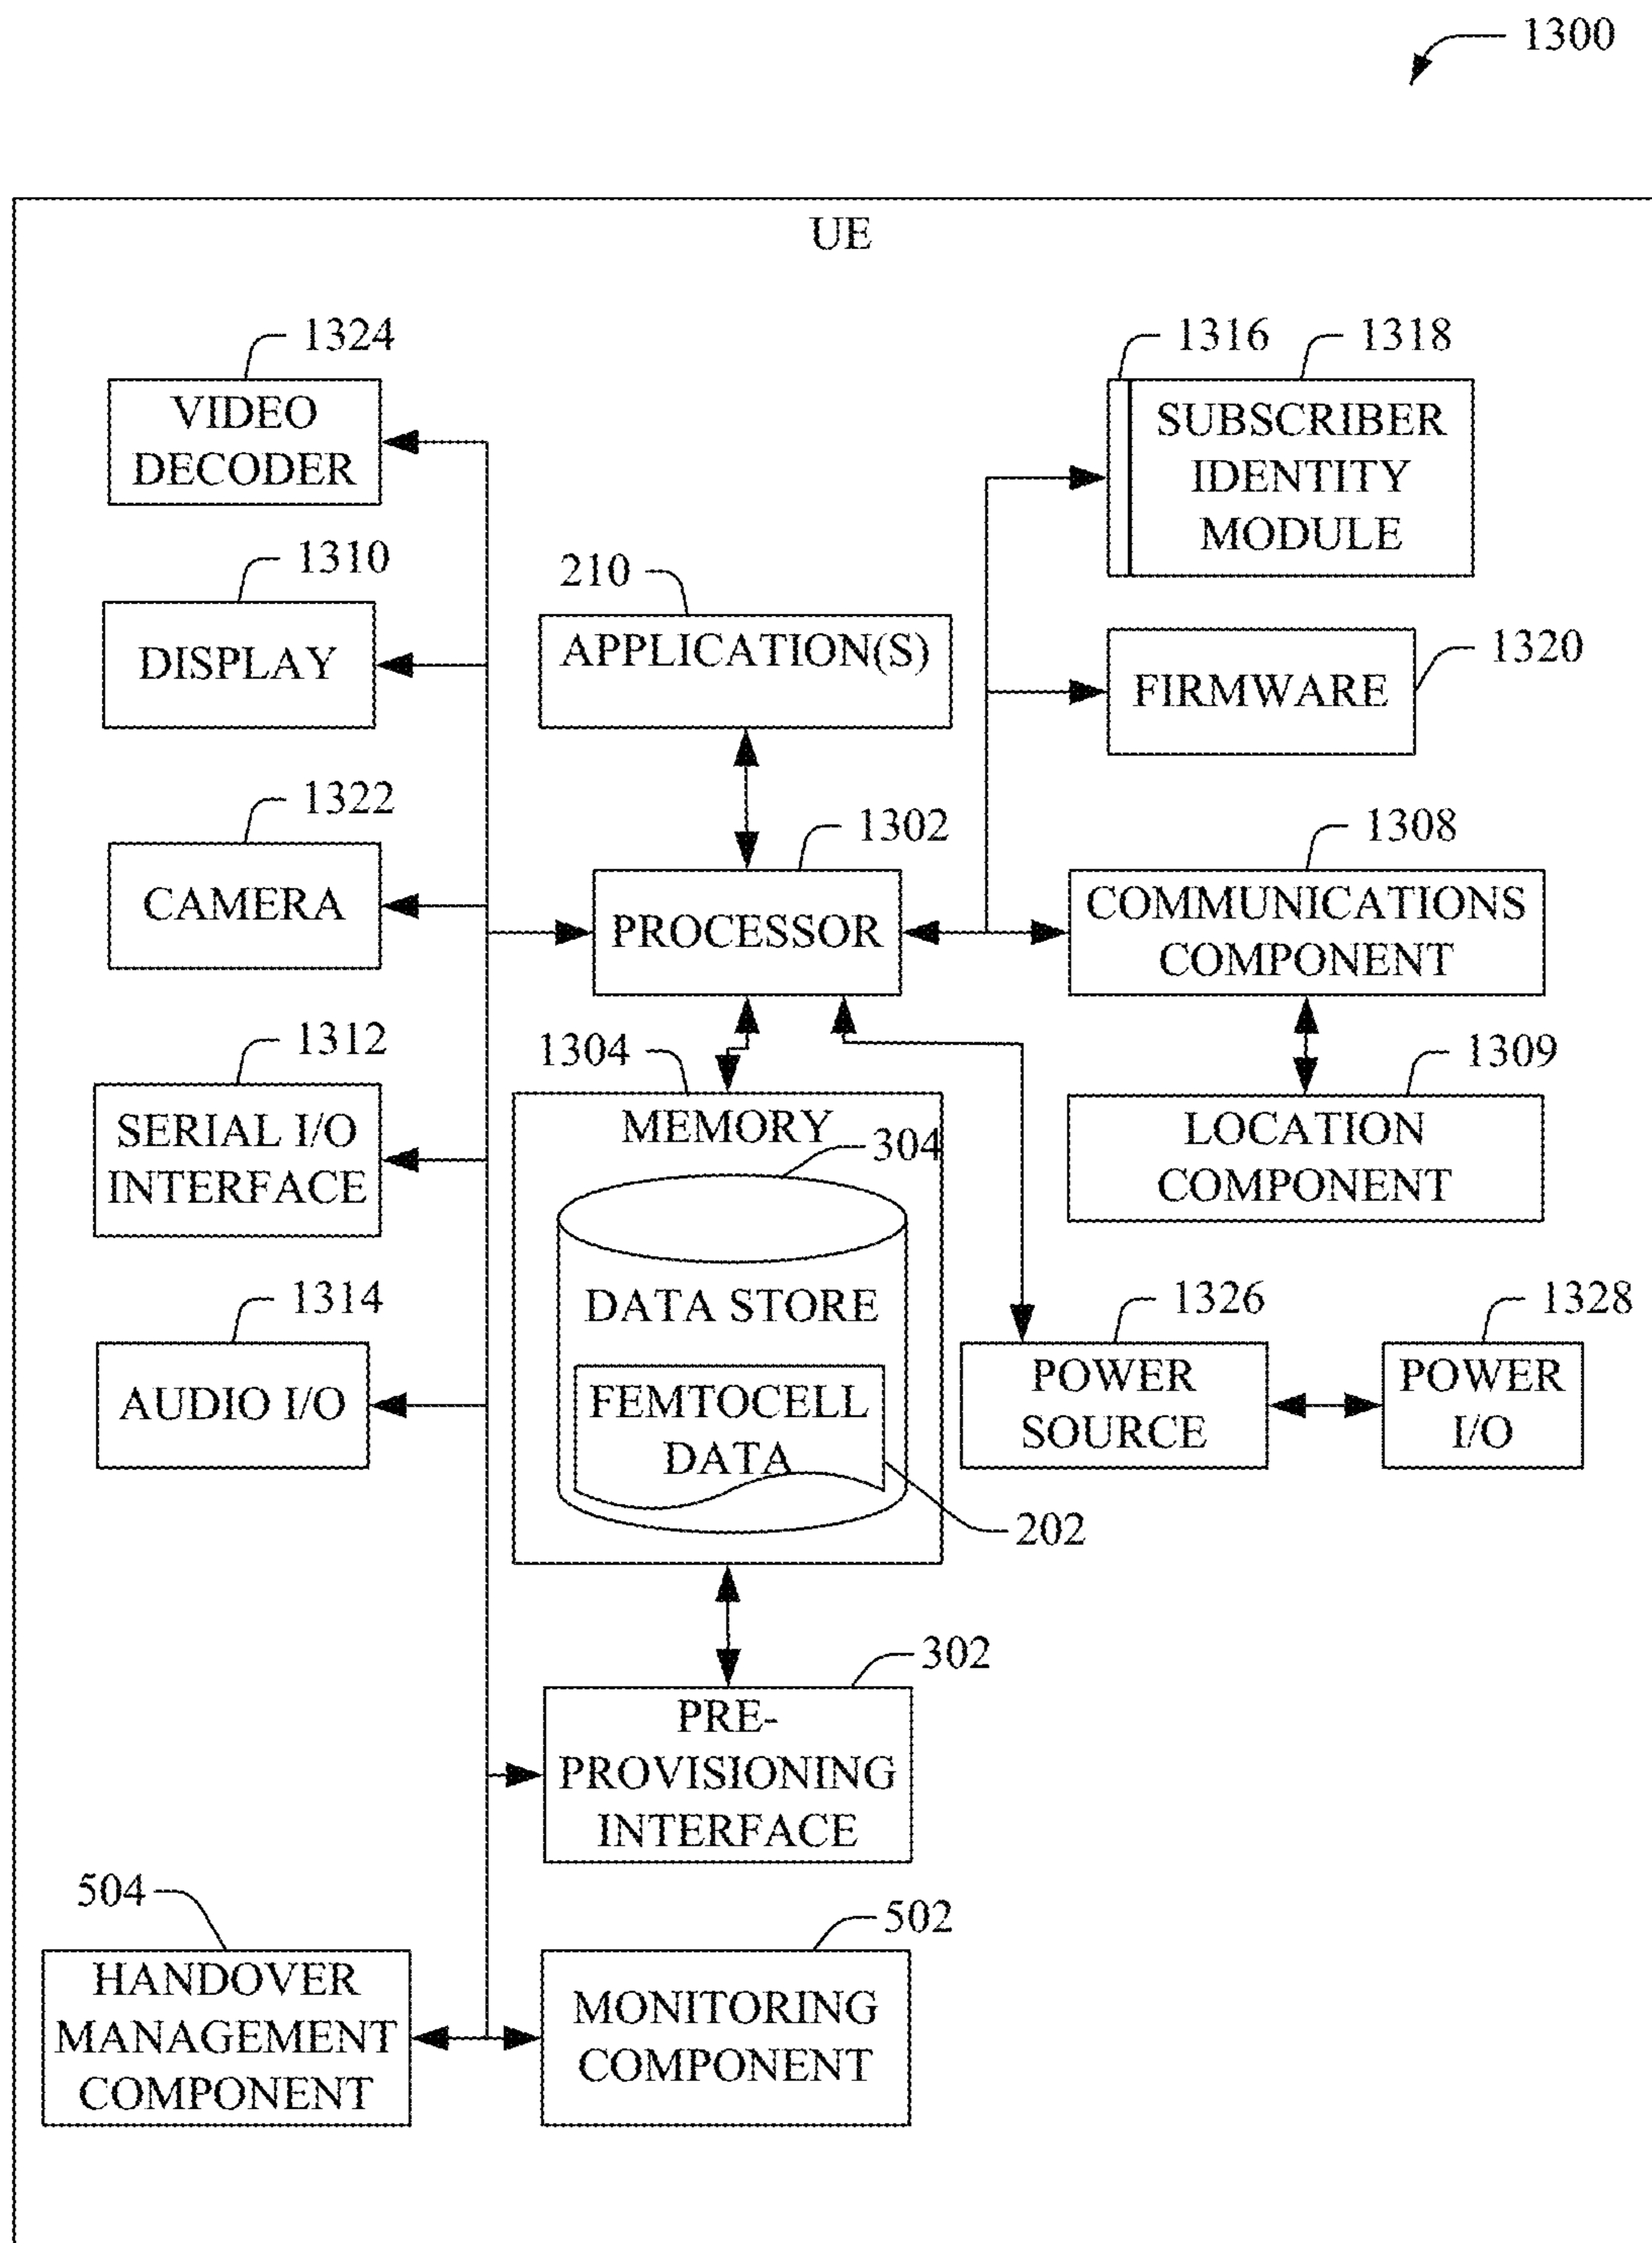 1300
UE
1324
VIDEO
DECODER
1316
1318
SUBSCRIBER
IDENTITY
MODULE
1310
DISPLAY
210
APPLICATION(S)
1320
FIRMWARE
1322
CAMERA
1302
PROCESSOR
1308
COMMUNICATIONS
COMPONENT
1312
SERIAL I/O
INTERFACE
1304
MEMORY
304
DATA STORE
FEMTOCELL
DATA
202
1309
LOCATION
COMPONENT
1314
AUDIO I/O
1326
POWER
SOURCE
1328
POWER
I/O
302
PRE-
PROVISIONING
INTERFACE
504
HANDOVER
MANAGEMENT
COMPONENT
502
MONITORING
COMPONENT